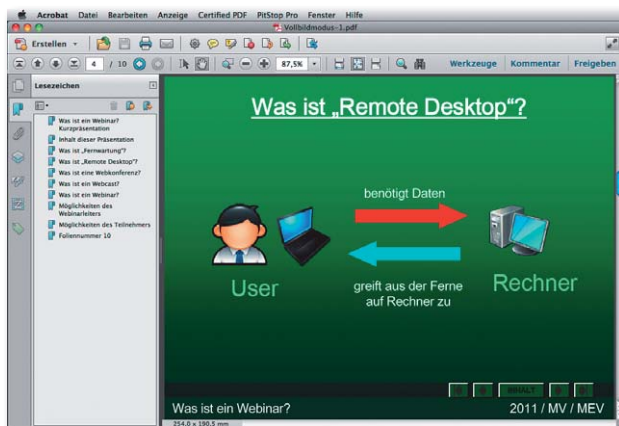 Acrobat Datei Bearbeiten Anzeige Certified PDF PitStop Pro Fenster Hilfe
Vollbildmodus-1.pdf
Erstellen
4 / 10 87,5% Werkzeuge Kommentar Freigeben
Lesezeichen
Was ist ein Webinar?
Kurzpräsentation
Inhalt dieser Präsentation
Was ist „Fernwartung"?
Was ist „Remote Desktop"?
Was ist eine Webkonferenz?
Was ist ein Webcast?
Was ist ein Webinar?
Möglichkeiten des
Webinarleiters
Möglichkeiten des Teilnehmers
Foliennummer 10
Was ist „Remote Desktop"?
benötigt Daten
User
greift aus der Ferne
auf Rechner zu
Rechner
INHALT
Was ist ein Webinar?
2011 / MV / MEV
254,0 x 190,5 mm